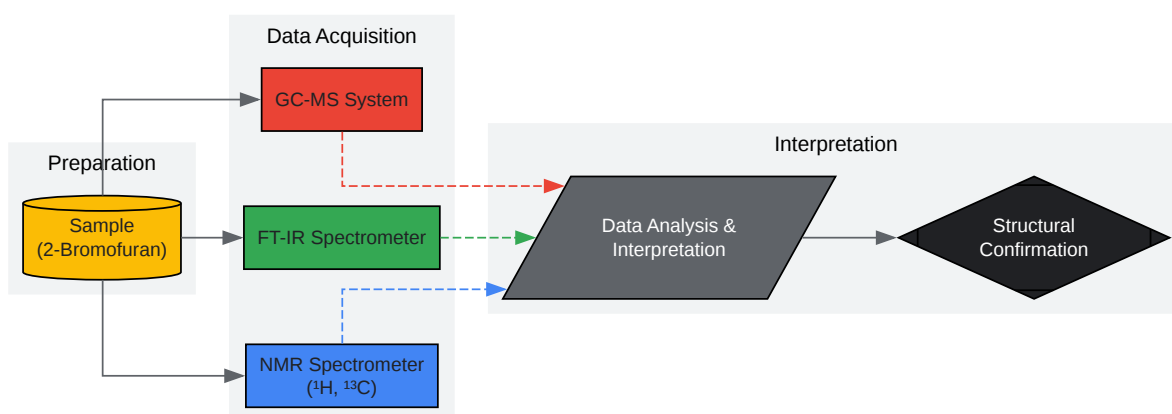 Preparation
Sample
(2-Bromofuran)
Data Acquisition
GC-MS System
FT-IR Spectrometer
NMR Spectrometer
(¹H, ¹³C)
Interpretation
Data Analysis &
Interpretation
Structural
Confirmation